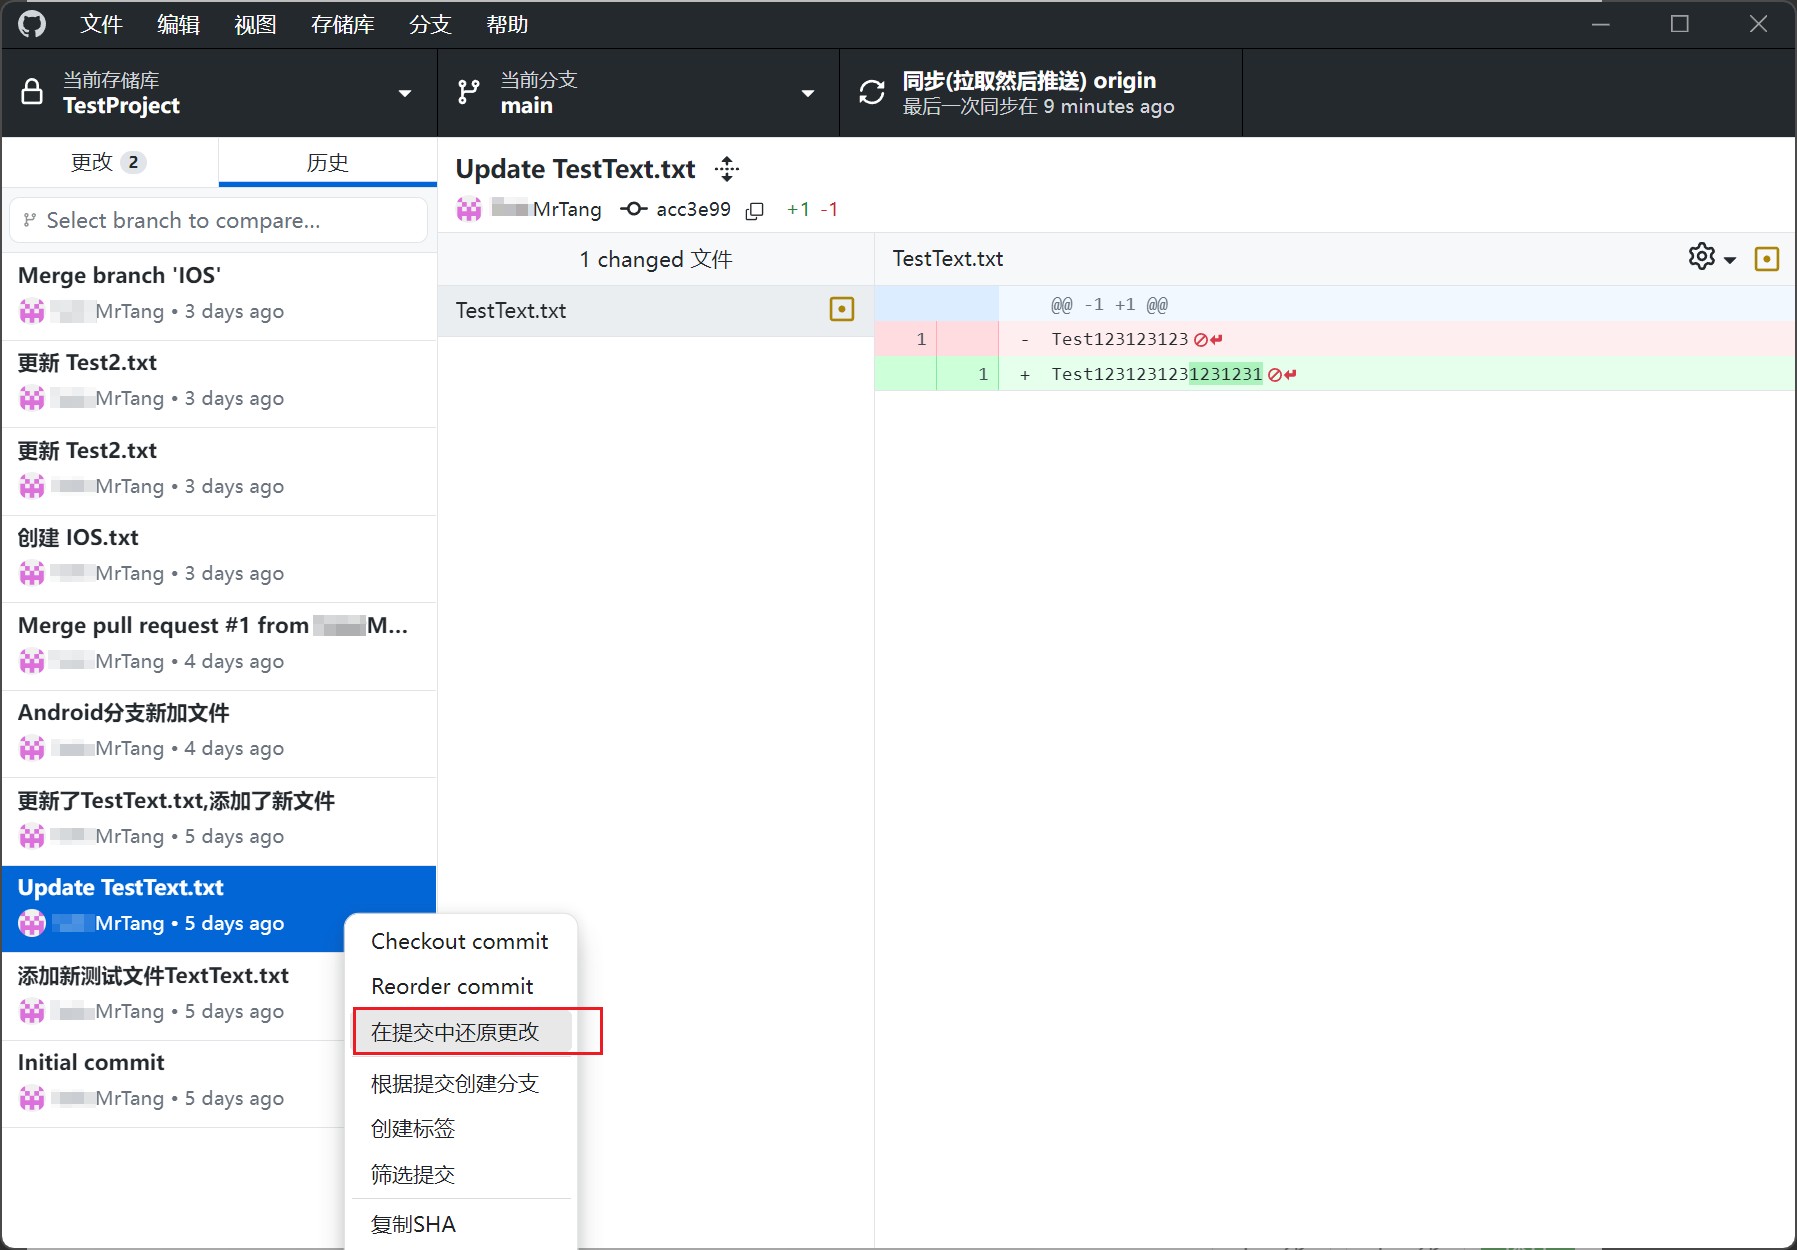 文件 编辑 视图 存储库 分支 帮助
当前存储库
TestProject
当前分支
main
同步(拉取然后推送) origin
最后一次同步在 9 minutes ago
更改 2
历史
Select branch to compare...
Merge branch 'IOS'
MrTang • 3 days ago
更新 Test2.txt
MrTang • 3 days ago
更新 Test2.txt
MrTang • 3 days ago
创建 IOS.txt
MrTang • 3 days ago
Merge pull request #1 from M...
MrTang • 4 days ago
Android分支新加文件
MrTang • 4 days ago
更新了TestText.txt,添加了新文件
MrTang • 5 days ago
Update TestText.txt
MrTang • 5 days ago
添加新测试文件TextText.txt
MrTang • 5 days ago
Initial commit
MrTang • 5 days ago
Update TestText.txt
MrTang acc3e99 +1 -1
1 changed 文件
TestText.txt
TestText.txt
@@ -1 +1 @@
1 - Test123123123
1 + Test1231231231231231
Checkout commit
Reorder commit
在提交中还原更改
根据提交创建分支
创建标签
筛选提交
复制SHA